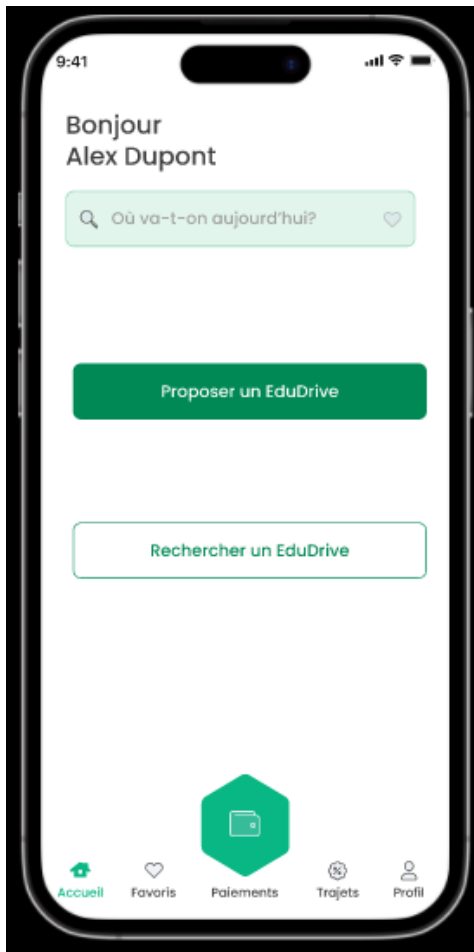 9:41
Bonjour
Alex Dupont
Où va-t-on aujourd'hui?
Proposer un EduDrive
Rechercher un EduDrive
Accueil Favoris Paiements Trajets Profil